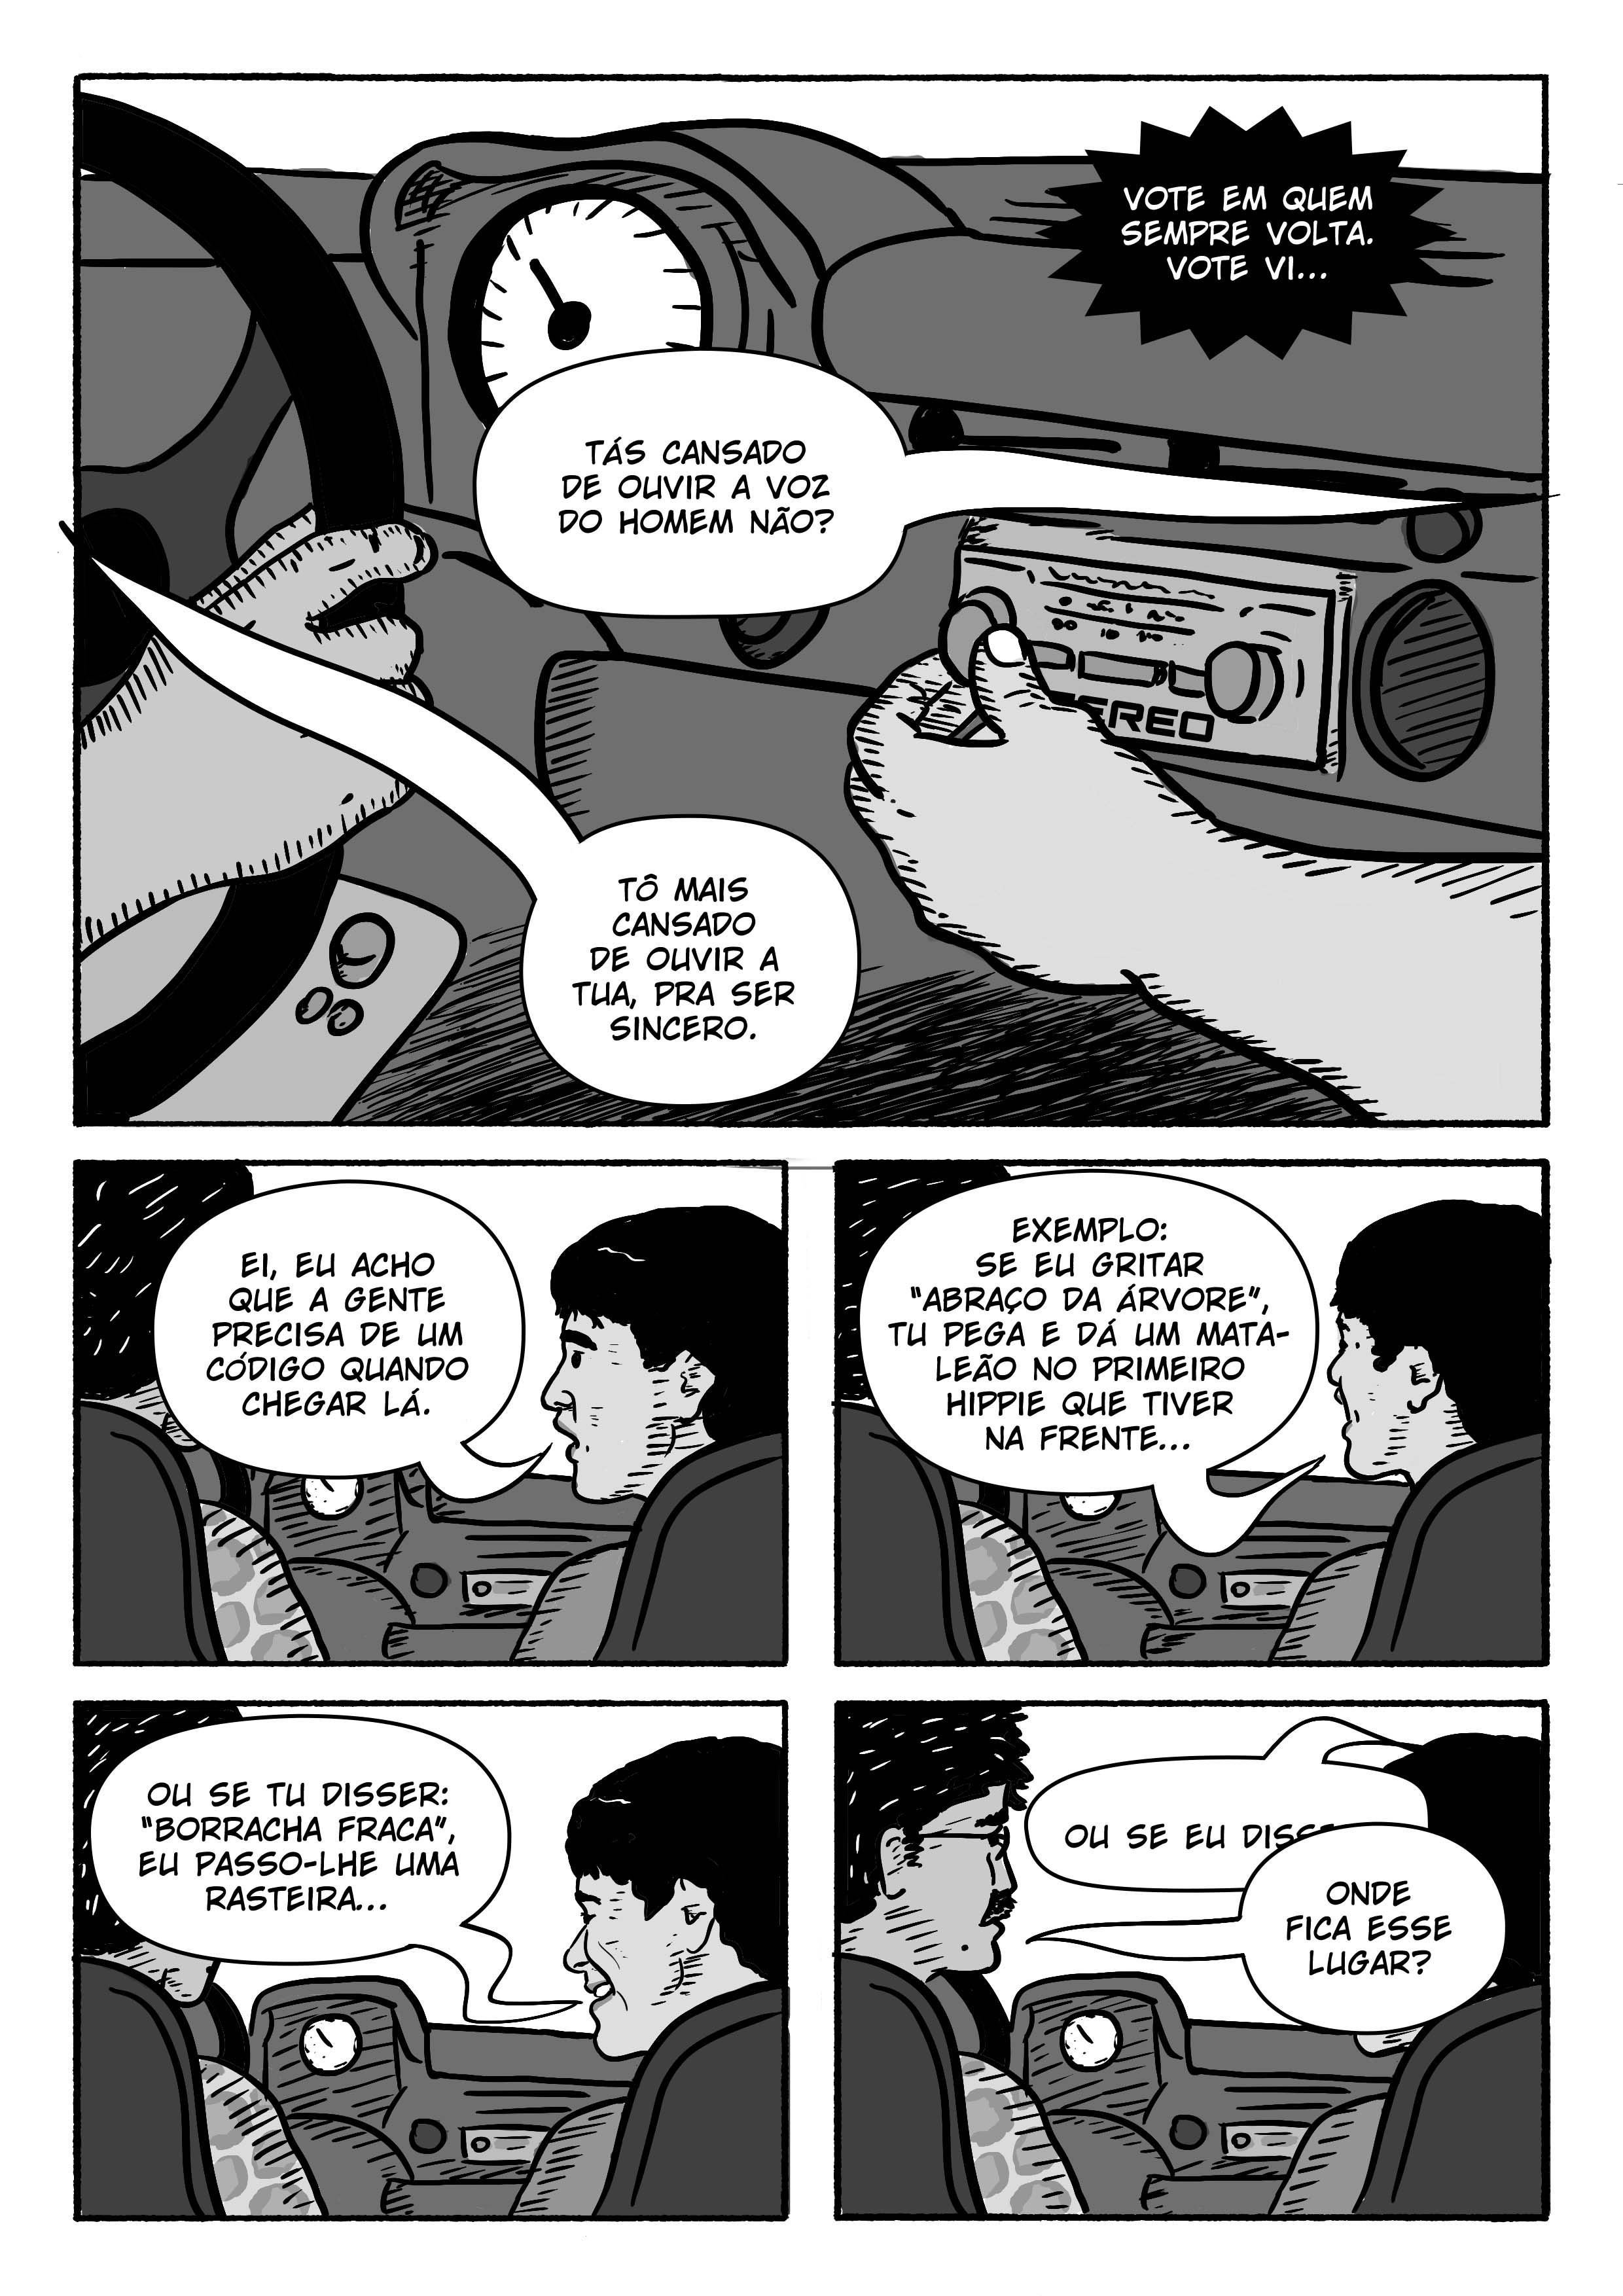 VOTE EM QUEM
SEMPRE VOLTA.
VOTE VI...
TÁS CANSADO
DE OUVIR A VOZ
DO HOMEM NÃO?
EREO
TÔ MAIS
CANSADO
DE OUVIR A
TUA, PRA SER
SINCERO.
EI, EU ACHO
QUE A GENTE
PRECISA DE UM
CÓDIGO QUANDO
CHEGAR LÁ.
EXEMPLO:
SE EU GRITAR
"ABRAÇO DA ÁRVORE",
TU PEGA E DÁ UM MATA-
LEÃO NO PRIMEIRO
HIPPIE QUE TIVER
NA FRENTE...
OU SE TU DISSER:
"BORRACHA FRACA",
EU PASSO-LHE UMA
RASTEIRA...
OU SE EU DISSE
ONDE
FICA ESSE
LUGAR?